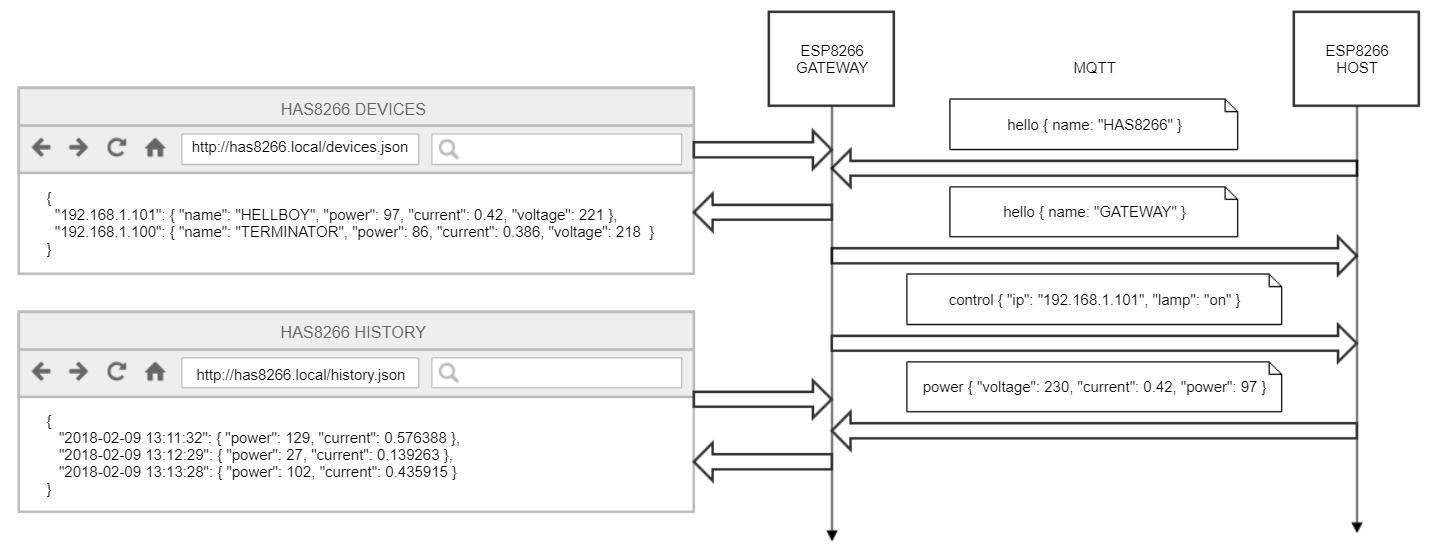 HAS8266 DEVICES
http://has8266.local/devices.json
{
"192.168.1.101": { "name": "HELLBOY", "power": 97, "current": 0.42, "voltage": 221 },
"192.168.1.100": { "name": "TERMINATOR", "power": 86, "current": 0.386, "voltage": 218 }
}
HAS8266 HISTORY
http://has8266.local/history.json
{
"2018-02-09 13:11:32": { "power": 129, "current": 0.576388 },
"2018-02-09 13:12:29": { "power": 27, "current": 0.139263 },
"2018-02-09 13:13:28": { "power": 102, "current": 0.435915 }
}
ESP8266
GATEWAY
MQTT
ESP8266
HOST
hello { name: "HAS8266" }
hello { name: "GATEWAY" }
control { "ip": "192.168.1.101", "lamp": "on" }
power { "voltage": 230, "current": 0.42, "power": 97 }